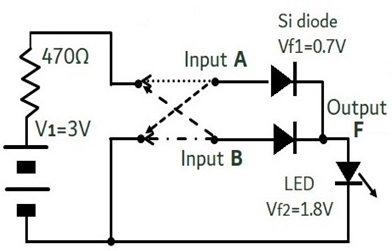 Si diode
Vf1=0.7V
470Ω
Input A
Output
F
V1=3V
Input B
LED
Vf2=1.8V